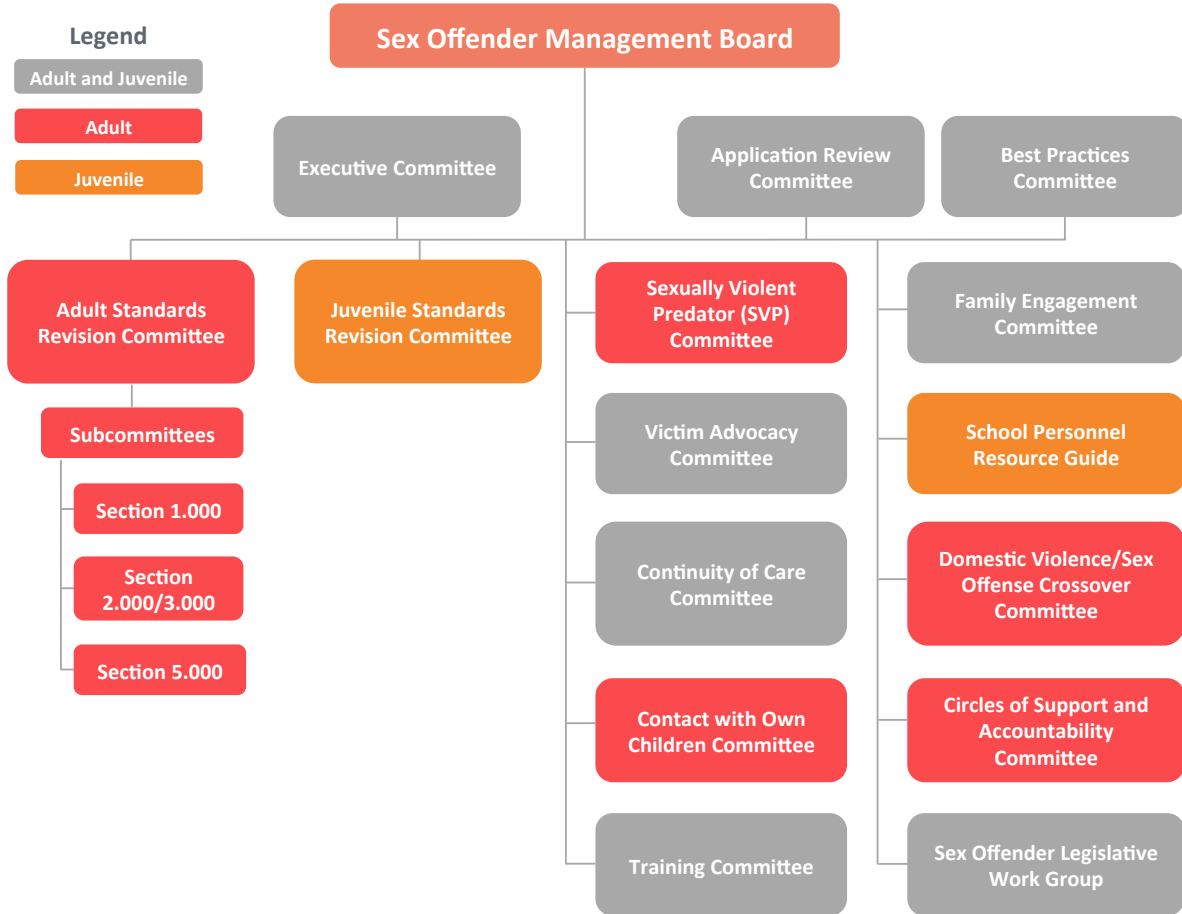 Legend
Adult and Juvenile
Adult
Juvenile
Sex Offender Management Board
Executive Committee
Application Review
Committee
Best Practices
Committee
Adult Standards
Revision Committee
Juvenile Standards
Revision Committee
Subcommittees
Section 1.000
Section
2.000/3.000
Section 5.000
Sexually Violent
Predator (SVP)
Committee
Victim Advocacy
Committee
Continuity of Care
Committee
Contact with Own
Children Committee
Training Committee
Family Engagement
Committee
School Personnel
Resource Guide
Domestic Violence/Sex
Offense Crossover
Committee
Circles of Support and
Accountability
Committee
Sex Offender Legislative
Work Group